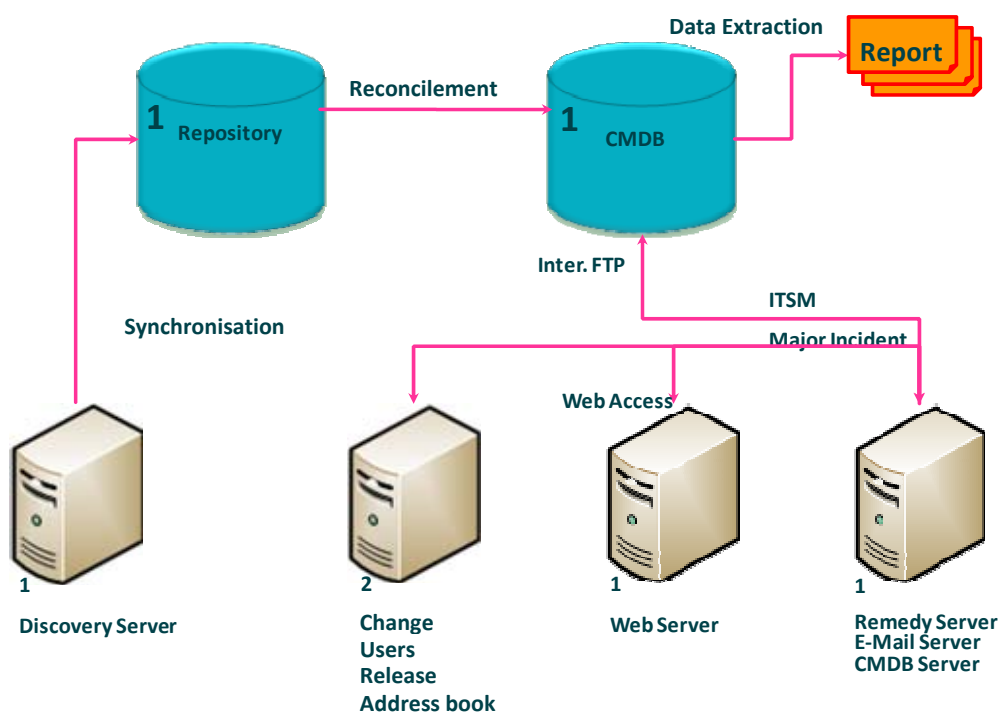 Data Extraction
Report
Reconcilement
1
Repository
1
CMDB
Inter. FTP
ITSM
Synchronisation
Major Incident
Web Access
1
Discovery Server
2
Change
Users
Release
Address book
1
Web Server
1
Remedy Server
E-Mail Server
CMDB Server